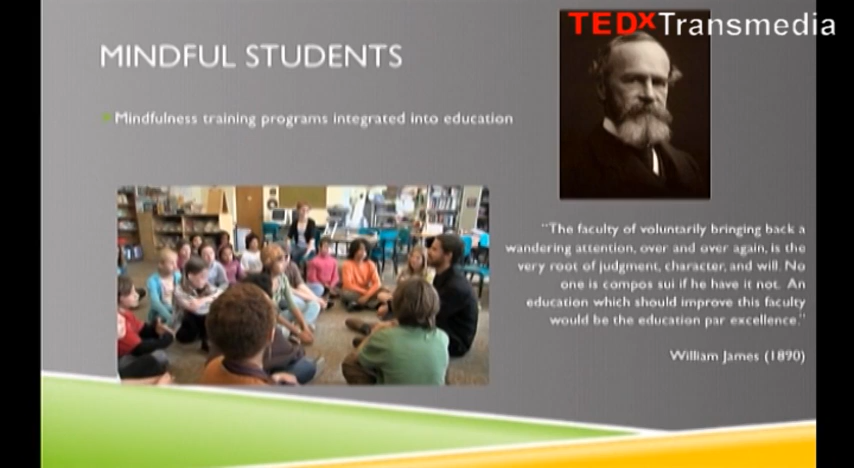 TEDxTransmedia
MINDFUL STUDENTS
Mindfulness training programs integrated into education
"The faculty of voluntarily bringing back a
wandering attention, over and over again, is the
very root of judgment, character, and will. No
one is compos sui if he have it not. An
education which should improve this faculty
would be the education par excellence."
William James (1890)